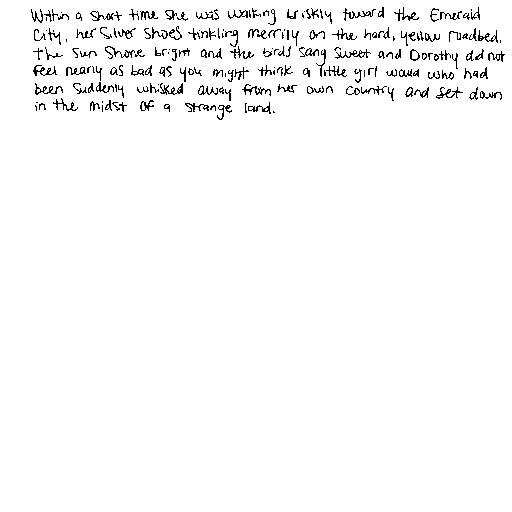 Within a short time she was walking briskly toward the Emerald
City, her Silver Shoes tinkling merrily on the hard, yellow roadbed.
The sun shone bright and the birds sang sweet and Dorothy did not
feel nearly as bad as you might think a little girl would who had
been suddenly whisked away from her own country and set down
in the midst of a strange land.